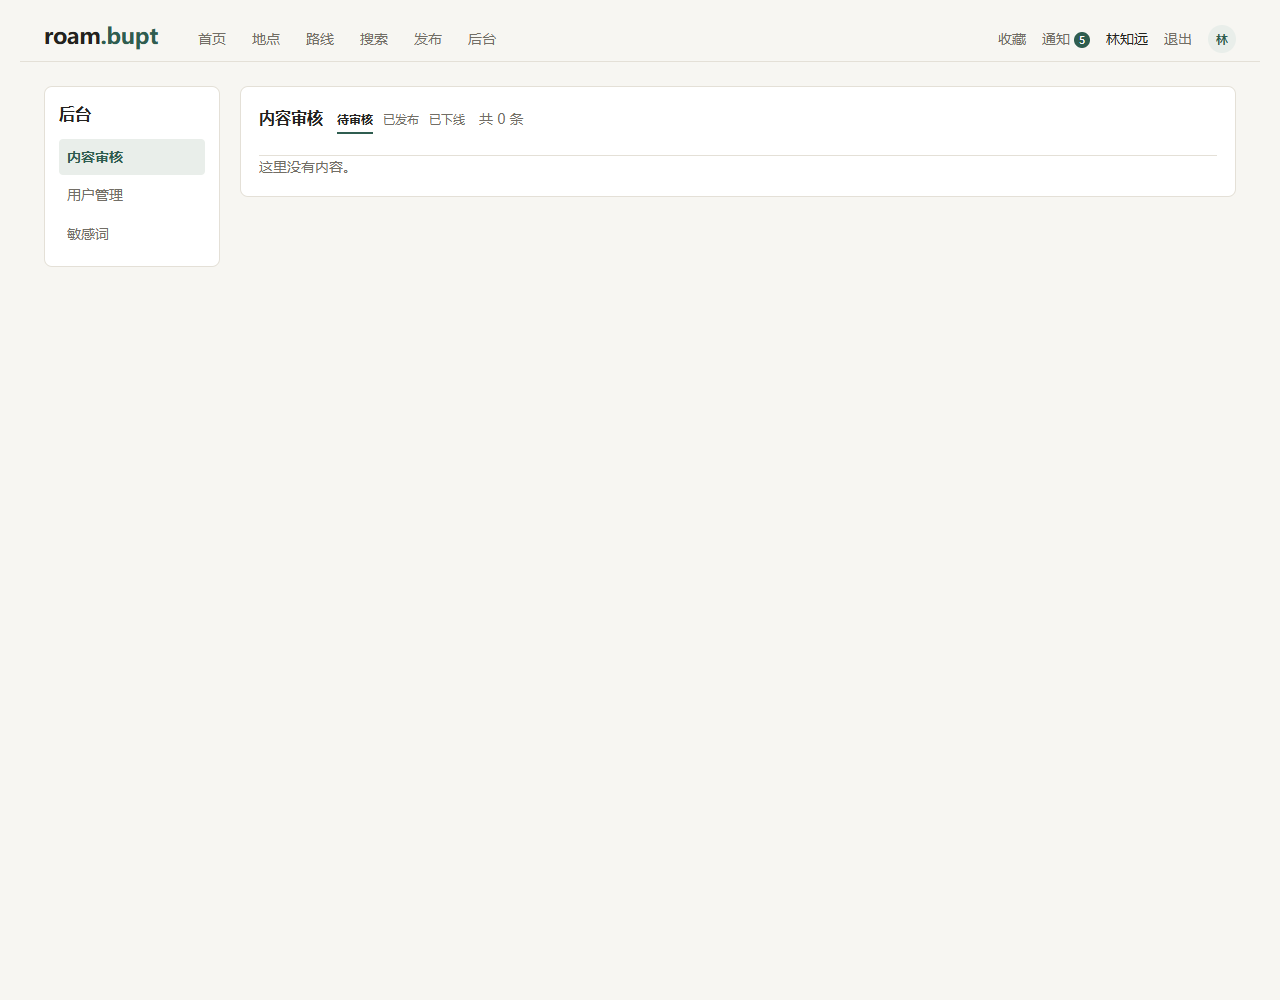 roam.bupt 首页 地点 路线 搜索 发布 后台 收藏 通知 5 林知远 退出 林
后台
内容审核
用户管理
敏感词
内容审核 待审核 已发布 已下线 共 0 条
这里没有内容。